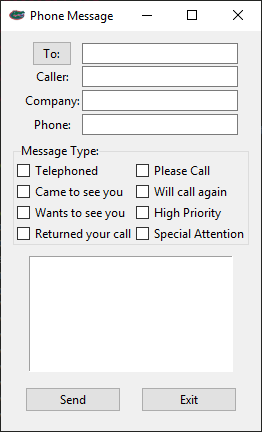 Phone Message
To:
Caller:
Company:
Phone:
Message Type:
Telephoned Please Call
Came to see you Will call again
Wants to see you High Priority
Returned your call Special Attention
Send Exit